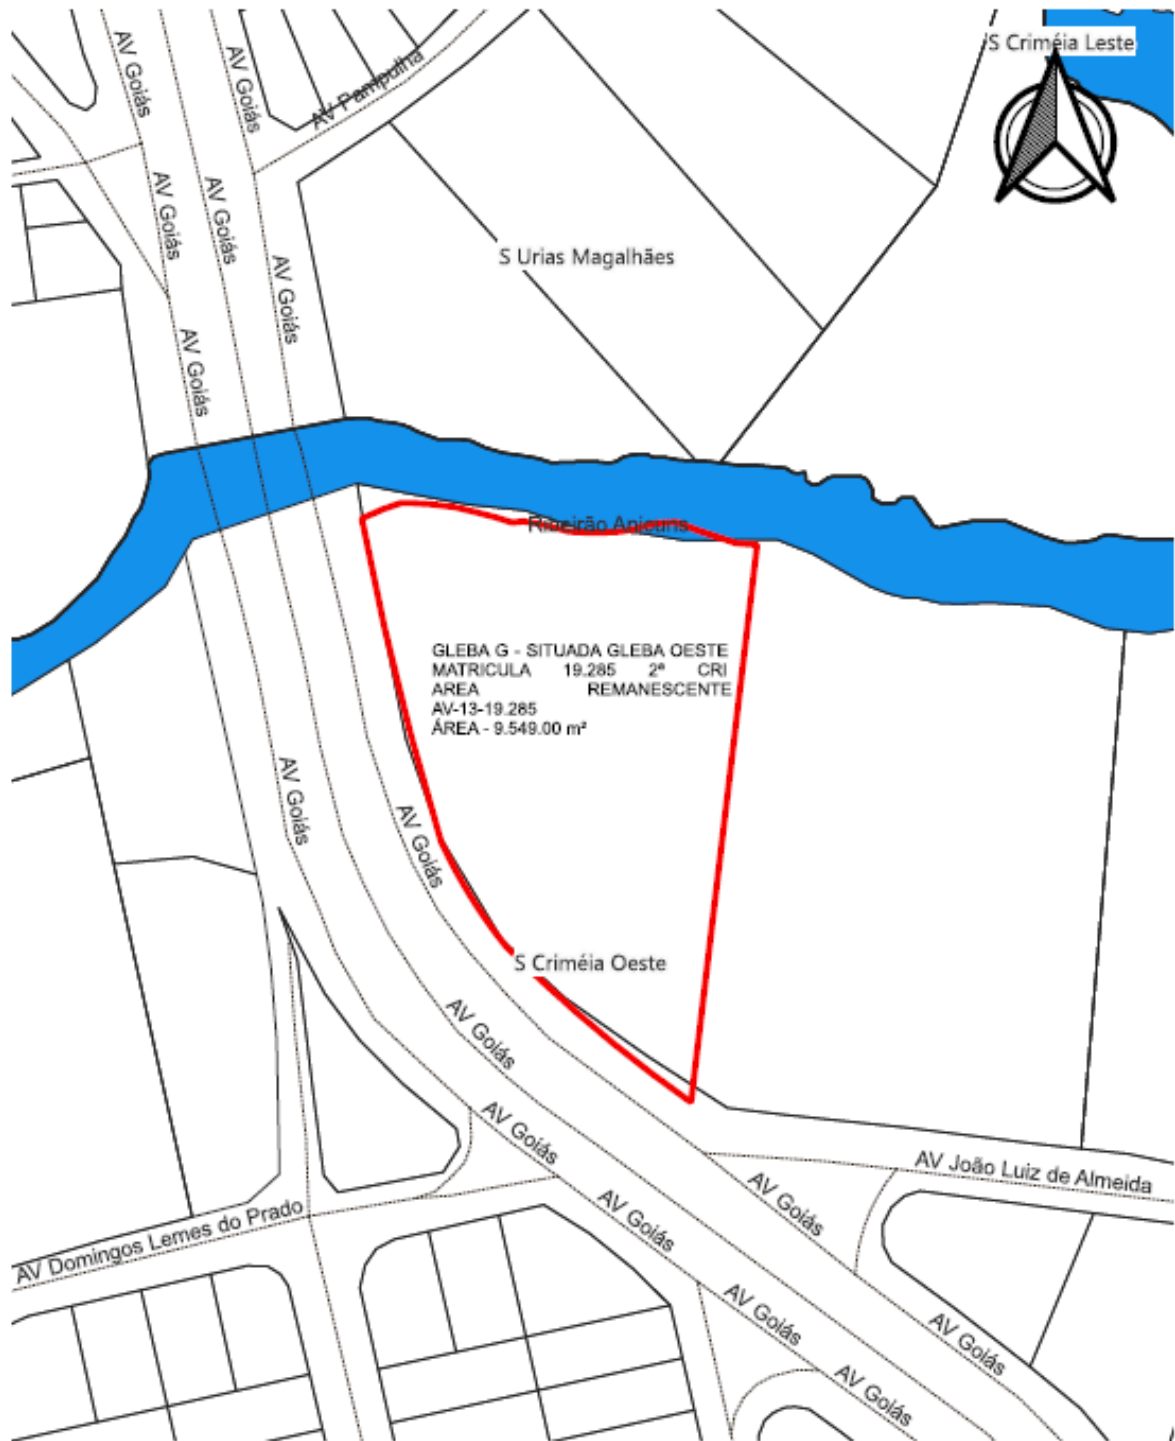 S Criméia Leste
AV Goiás
AV Goiás
AV Pampulha
AV Goiás
AV Goiás
AV Goiás
S Urias Magalhães
AV Goiás
Ribeirão Anicuns
GLEBA G - SITUADA GLEBA OESTE
MATRICULA 19.285 2ª CRI
AREA REMANESCENTE
AV-13-19.285
ÁREA - 9.549.00 m²
AV Goiás
AV Goiás
S Criméia Oeste
AV Goiás
AV Goiás
AV João Luiz de Almeida
AV Goiás
AV Goiás
AV Domingos Lemes do Prado
AV Goiás
AV Goiás
AV Goiás